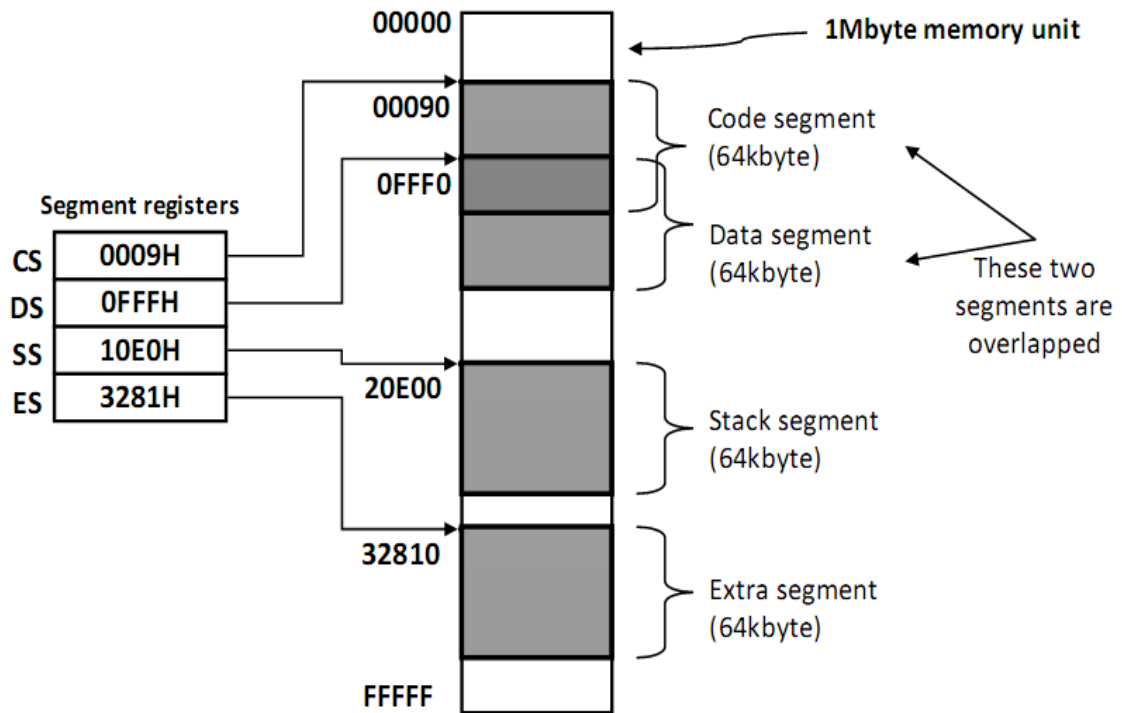 00000
1Mbyte memory unit
00090
Code segment
(64kbyte)
0FFF0
Segment registers
CS 0009H
DS 0FFFH
SS 10E0H
ES 3281H
Data segment
(64kbyte)
These two
segments are
overlapped
20E00
Stack segment
(64kbyte)
32810
Extra segment
(64kbyte)
FFFFF